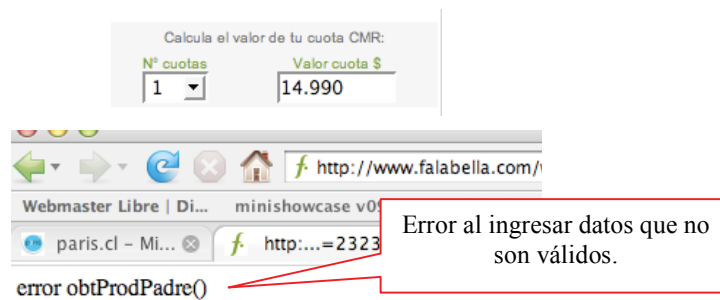 Calcula el valor de tu cuota CMR:
Nº cuotas Valor cuota $
1 14.990
http://www.falabella.com/
Webmaster Libre | Di... minishowcase
paris.cl – Mi... http:...=2323
Error al ingresar datos que no
son válidos.
error obtProdPadre()